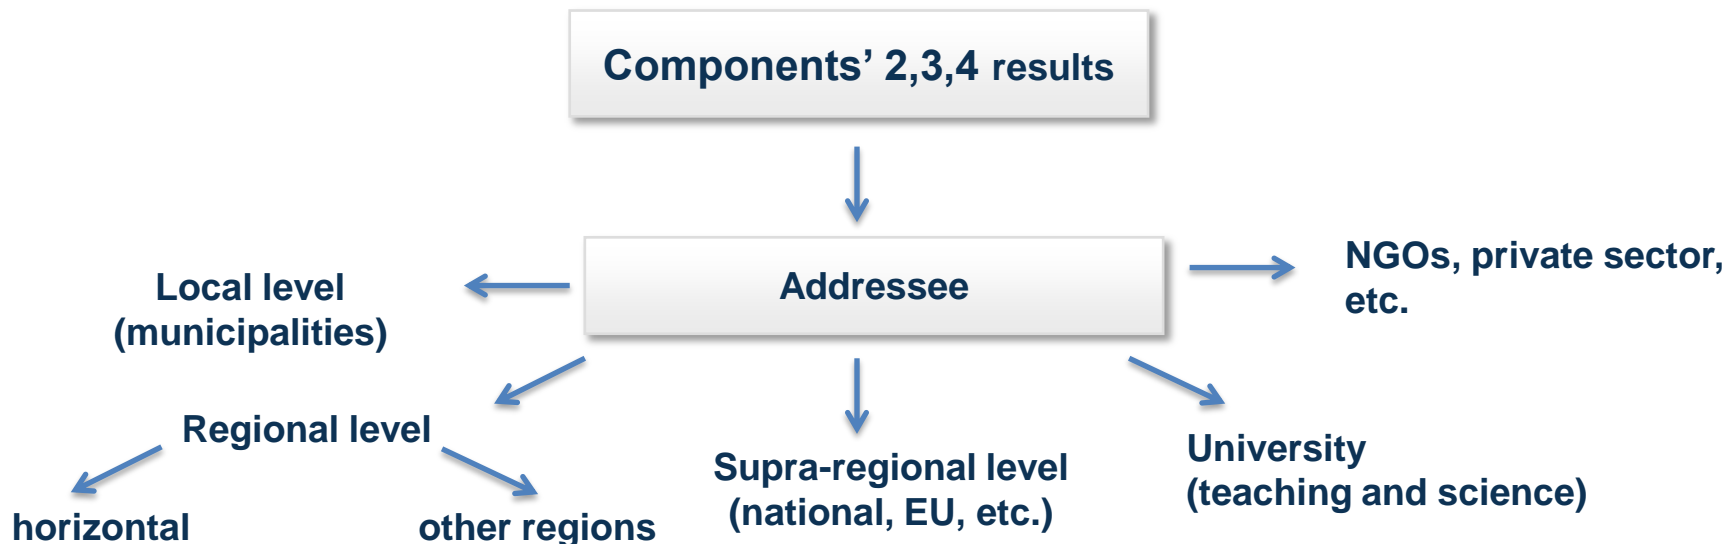 Components’ 2,3,4 results
Addressee
NGOs, private sector,
etc.
Local level
(municipalities)
Regional level
horizontal
other regions
Supra-regional level
(national, EU, etc.)
University
(teaching and science)